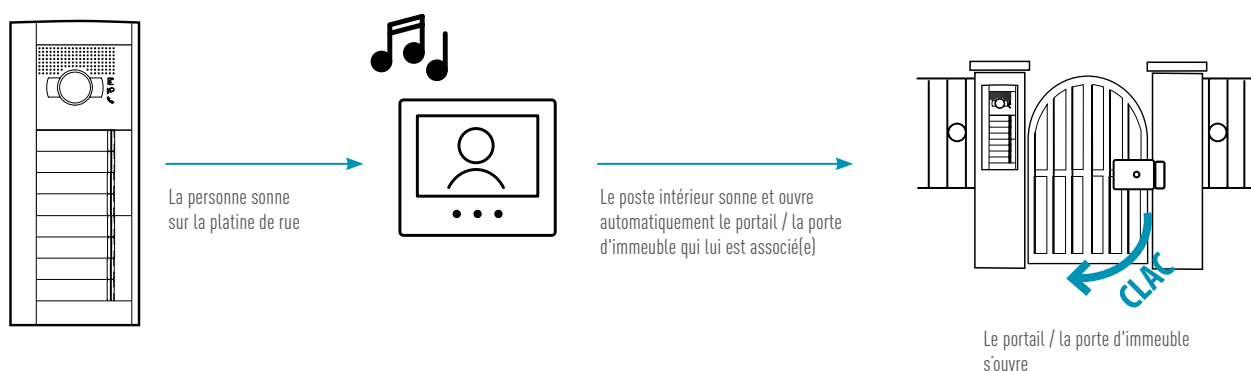 La personne sonne
sur la platine de rue
Le poste intérieur sonne et ouvre
automatiquement le portail / la porte
d'immeuble qui lui est associé(e)
CLAC
Le portail / la porte d'immeuble
s'ouvre